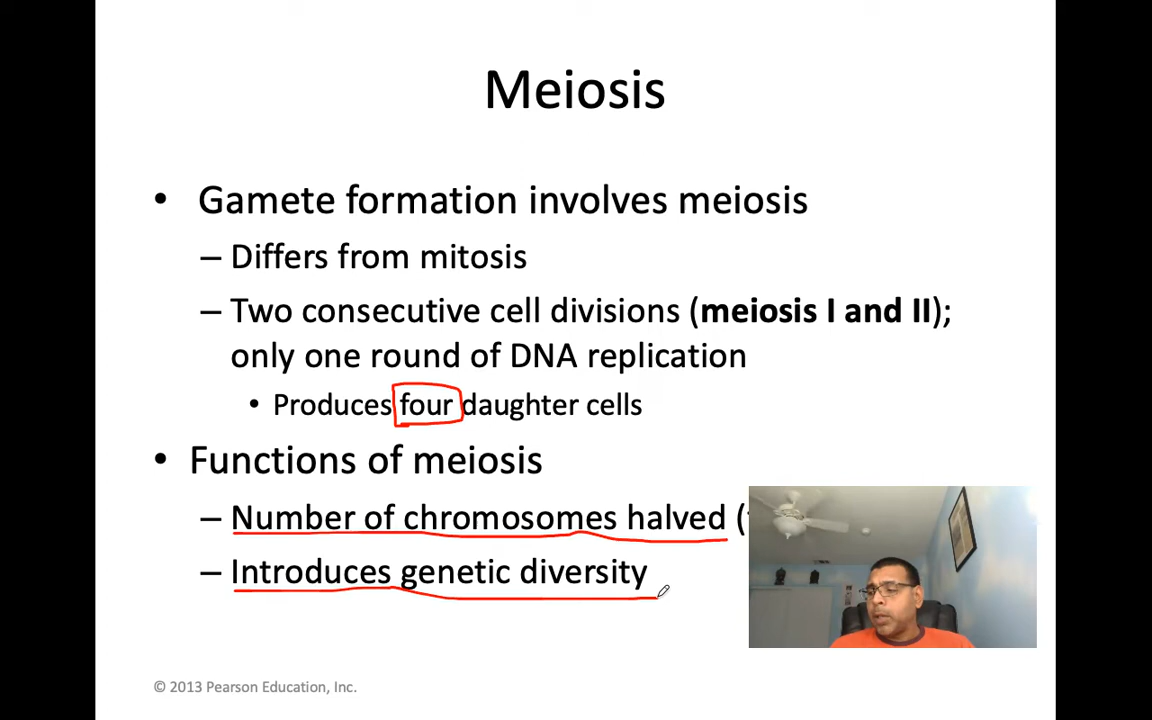 Meiosis
• Gamete formation involves meiosis
– Differs from mitosis
– Two consecutive cell divisions (meiosis I and II);
only one round of DNA replication
• Produces four daughter cells
• Functions of meiosis
– Number of chromosomes halved (
– Introduces genetic diversity
© 2013 Pearson Education, Inc.